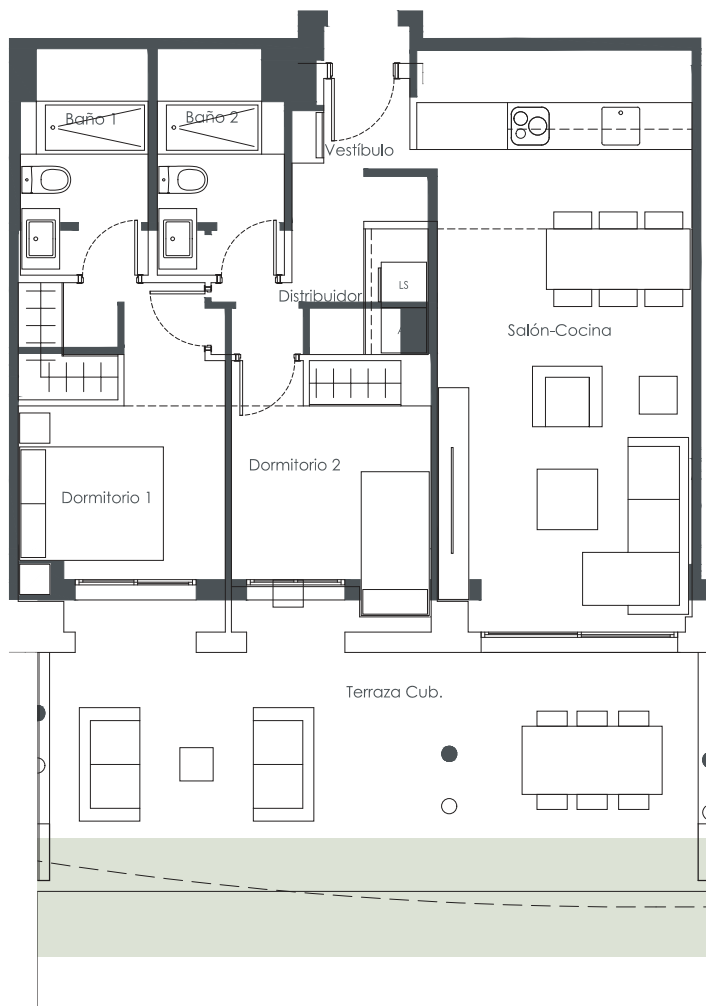 Baño 1
Baño 2
Vestíbulo
Distribuidor
LS
Salón-Cocina
Dormitorio 2
Dormitorio 1
Terraza Cub.